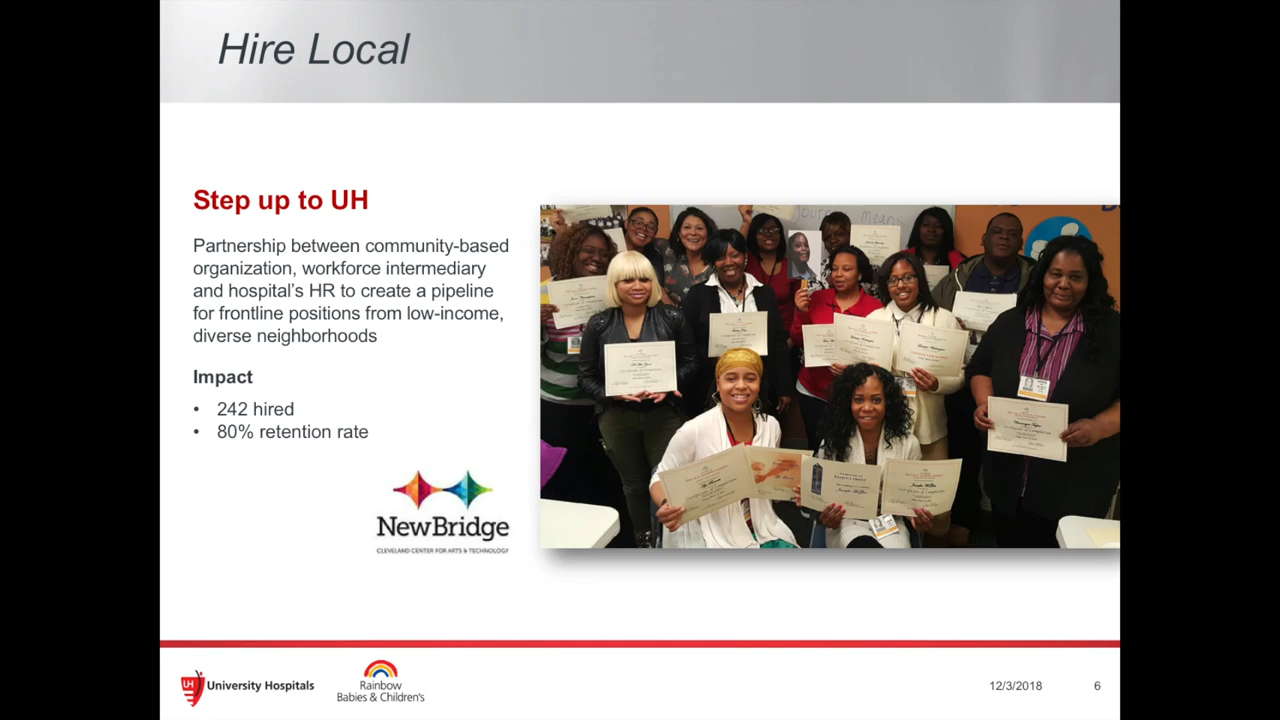 Hire Local
Step up to UH
Partnership between community-based
organization, workforce intermediary
and hospital's HR to create a pipeline
for frontline positions from low-income,
diverse neighborhoods
Impact
• 242 hired
• 80% retention rate
NewBridge
CLEVELAND CENTER FOR ARTS & TECHNOLOGY
means
UH University Hospitals
Rainbow
Babies & Children's
12/3/2018
6